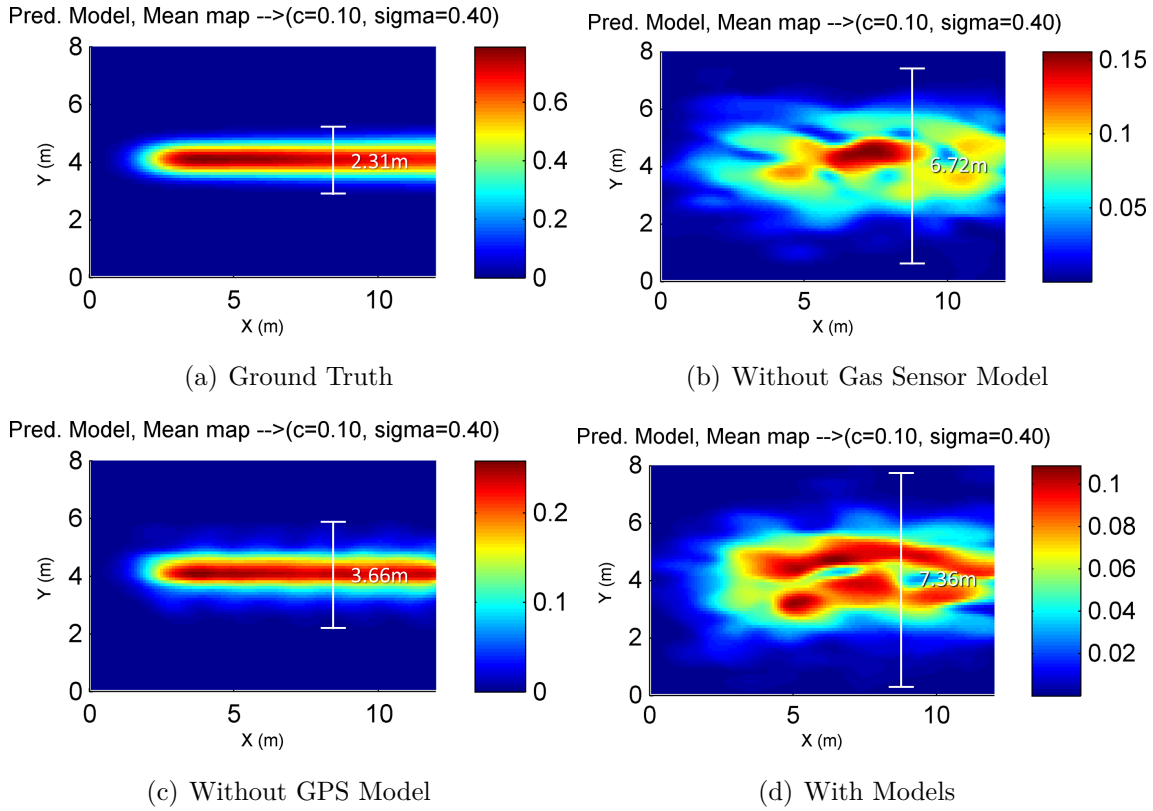 Pred. Model, Mean map -->(c=0.10, sigma=0.40)
8
6
4
2
0
0
5
10
Y (m)
X (m)
2.31m
0.6
0.4
0.2
0
(a) Ground Truth
Pred. Model, Mean map -->(c=0.10, sigma=0.40)
8
6
4
2
0
0
5
10
Y (m)
X (m)
6.72m
0.15
0.1
0.05
(b) Without Gas Sensor Model
Pred. Model, Mean map -->(c=0.10, sigma=0.40)
8
6
4
2
0
0
5
10
Y (m)
X (m)
3.66m
0.2
0.1
0
(c) Without GPS Model
Pred. Model, Mean map -->(c=0.10, sigma=0.40)
8
6
4
2
0
0
5
10
Y (m)
X (m)
7.36m
0.1
0.08
0.06
0.04
0.02
(d) With Models